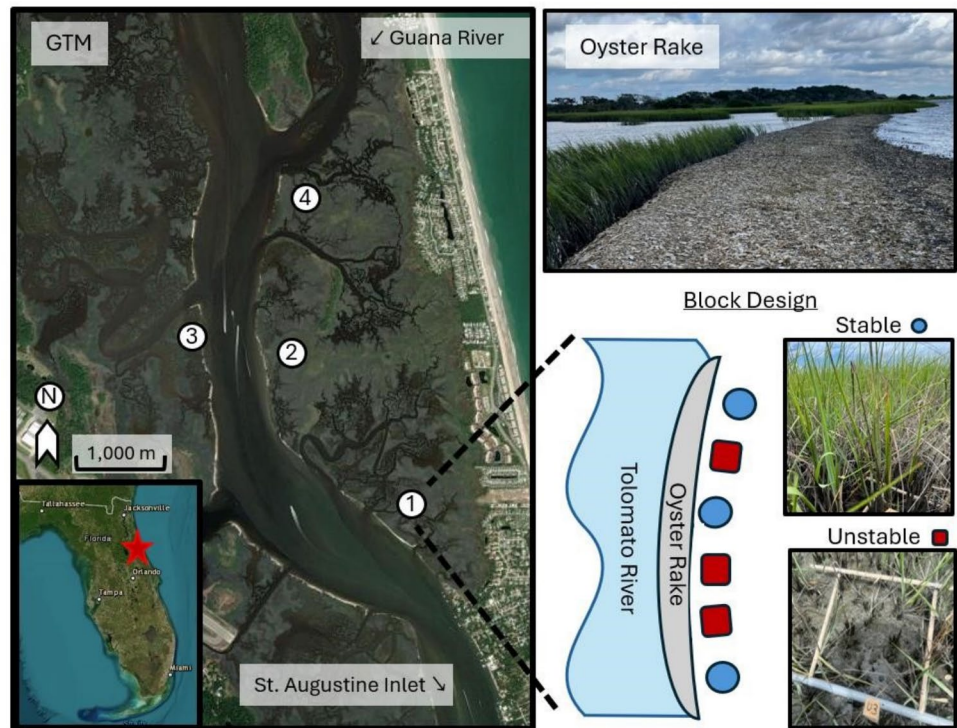 GTM
↙ Guana River
4
3
2
N
1,000 m
1
Tallahassee
Jacksonville
Florida
Orlando
Tampa
Miami
St. Augustine Inlet ↘
Oyster Rake
Block Design
Stable
Tolomato River
Oyster Rake
Unstable